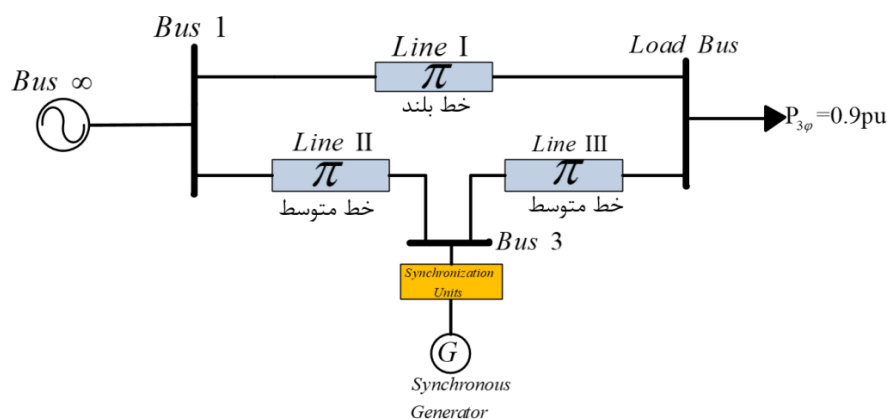 Bus 1
Line I
Load Bus
Bus ∞
π
خط بلند
P3φ=0.9pu
Line II
Line III
π
π
خط متوسط
خط متوسط
Bus 3
Synchronization
Units
G
Synchronous
Generator